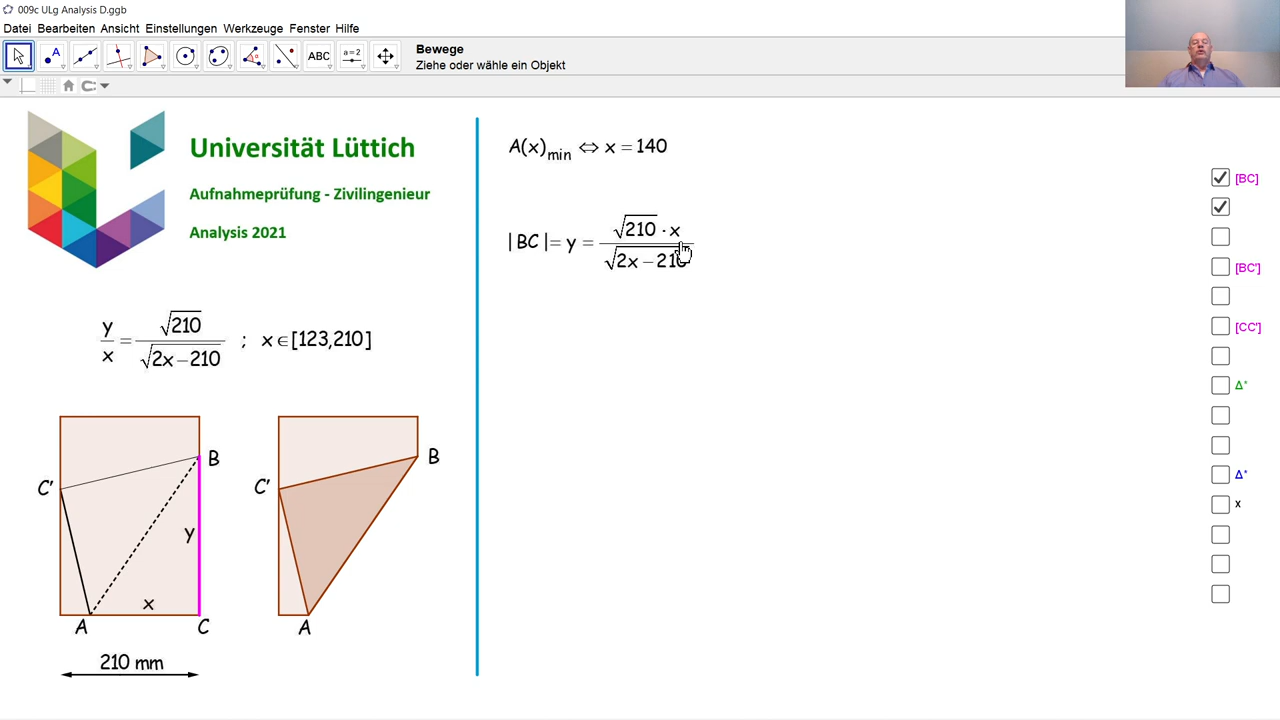 009c ULg Analysis D.ggb
Datei Bearbeiten Ansicht Einstellungen Werkzeuge Fenster Hilfe
A ABC a=2
Bewege
Ziehe oder wähle ein Objekt
Universität Lüttich
Aufnahmeprüfung - Zivilingenieur
Analysis 2021
y/x = √210/√(2x−210) ; x∈[123,210]
B
C'
y
x
A C
210 mm
B
C'
A
A(x)min ⇔ x = 140
|BC|= y = √210 · x/√(2x−210)
[BC]
[BC']
[CC']
Δ*
Δ*
x